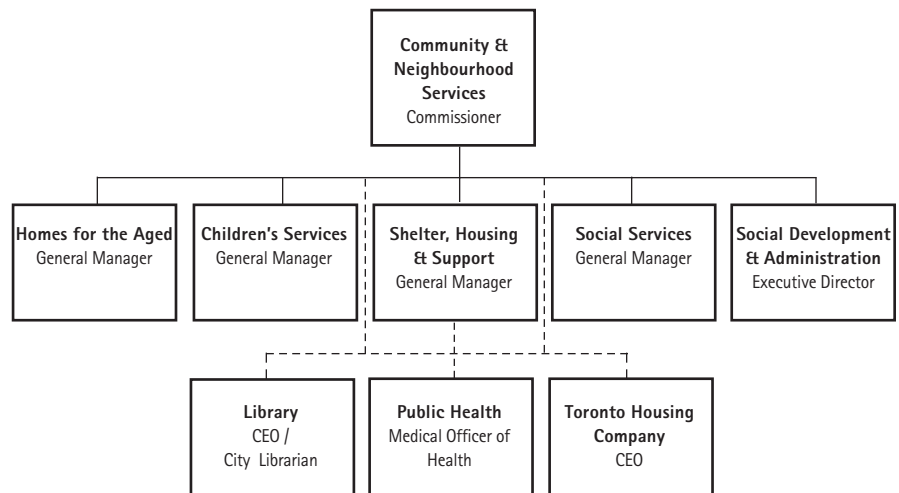 Community &
Neighbourhood
Services
Commissioner
Homes for the Aged
General Manager
Children's Services
General Manager
Shelter, Housing
& Support
General Manager
Social Services
General Manager
Social Development
& Administration
Executive Director
Library
CEO /
City Librarian
Public Health
Medical Officer of
Health
Toronto Housing
Company
CEO